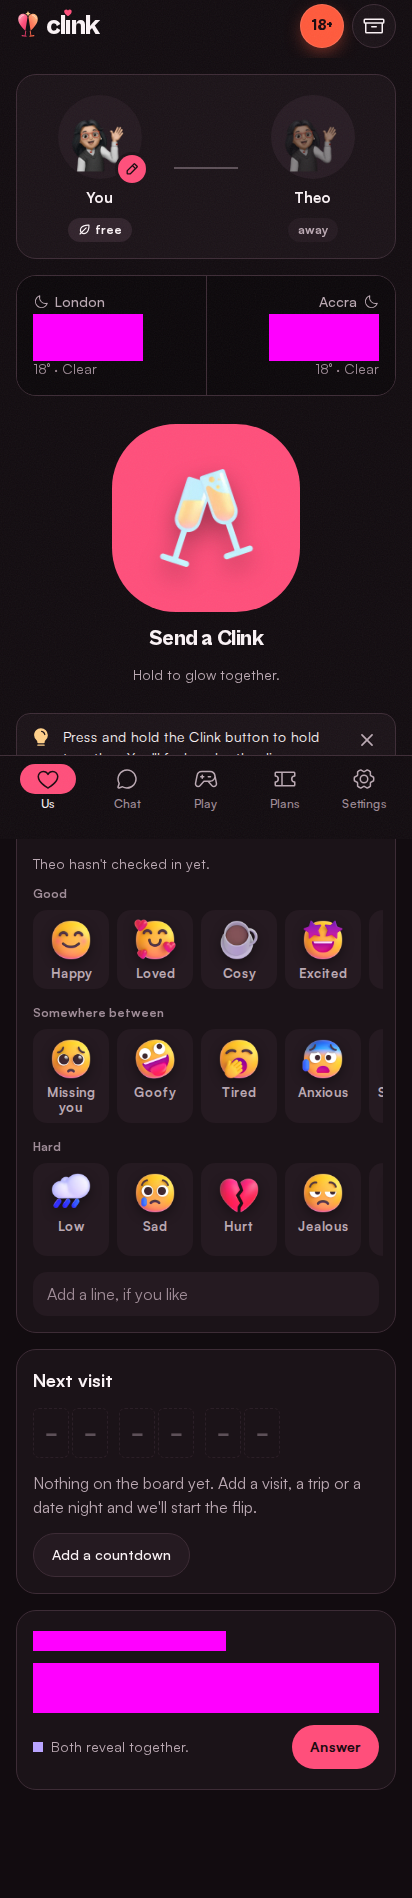 clink
18+
You
Theo
free
away
London
Accra
18° · Clear
18° · Clear
Send a Clink
Hold to glow together.
Press and hold the Clink button to hold
Us
Chat
Play
Plans
Settings
Theo hasn't checked in yet.
Good
Happy
Loved
Cosy
Excited
Somewhere between
Missing you
Goofy
Tired
Anxious
Hard
Low
Sad
Hurt
Jealous
Add a line, if you like
Next visit
– – – – – –
Nothing on the board yet. Add a visit, a trip or a
date night and we'll start the flip.
Add a countdown
Both reveal together.
Answer